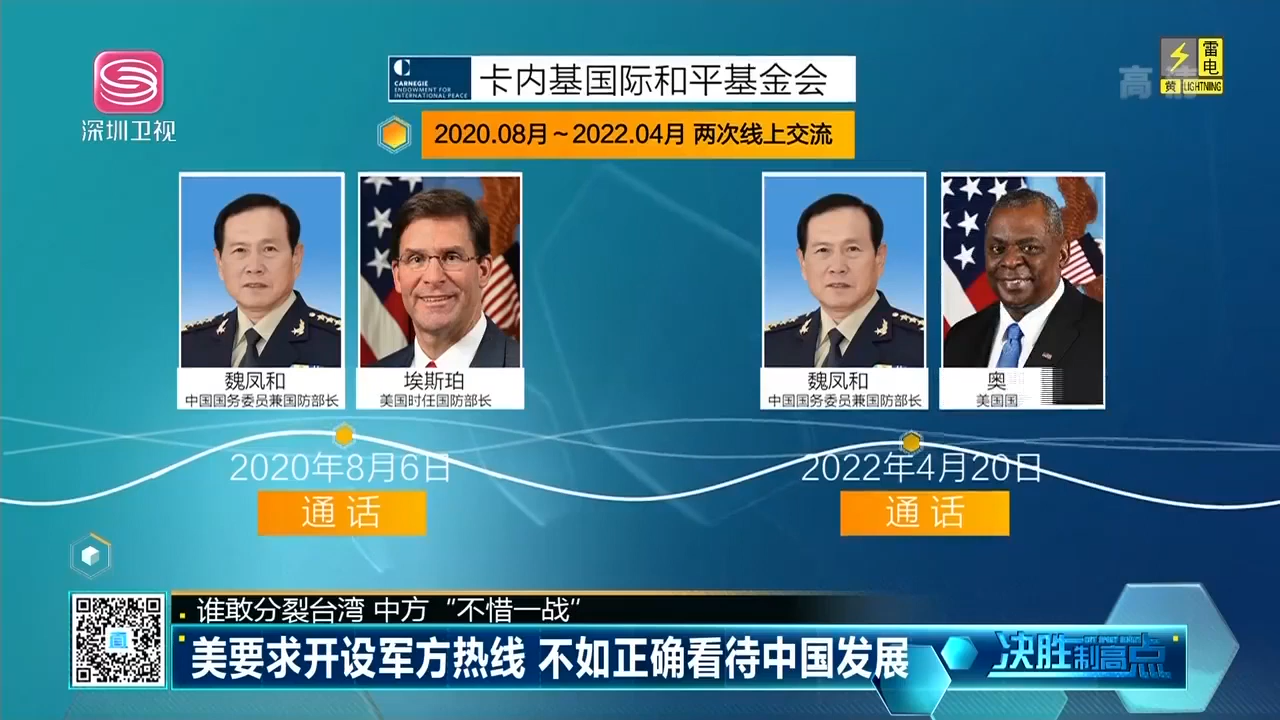 深圳卫视
CARNEGIE
ENDOWMENT FOR
INTERNATIONAL PEACE
卡内基国际和平基金会
2020.08月~2022.04月 两次线上交流
高清
雷电
黄 LIGHTNING
魏凤和
中国国务委员兼国防部长
埃斯珀
美国时任国防部长
魏凤和
中国国务委员兼国防部长
奥
美国国
2020年8月6日
通话
2022年4月20日
通话
谁敢分裂台湾 中方“不惜一战”
美要求开设军方热线 不如正确看待中国发展
决胜制高点